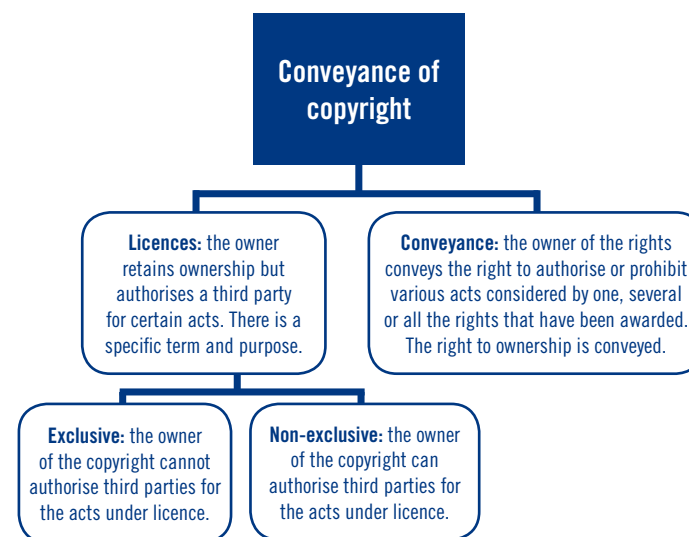 Conveyance of
copyright
Licences: the owner
retains ownership but
authorises a third party
for certain acts. There is a
specific term and purpose.
Conveyance: the owner of the rights
conveys the right to authorise or prohibit
various acts considered by one, several
or all the rights that have been awarded.
The right to ownership is conveyed.
Exclusive: the owner
of the copyright cannot
authorise third parties for
the acts under licence.
Non-exclusive: the owner
of the copyright can
authorise third parties for
the acts under licence.